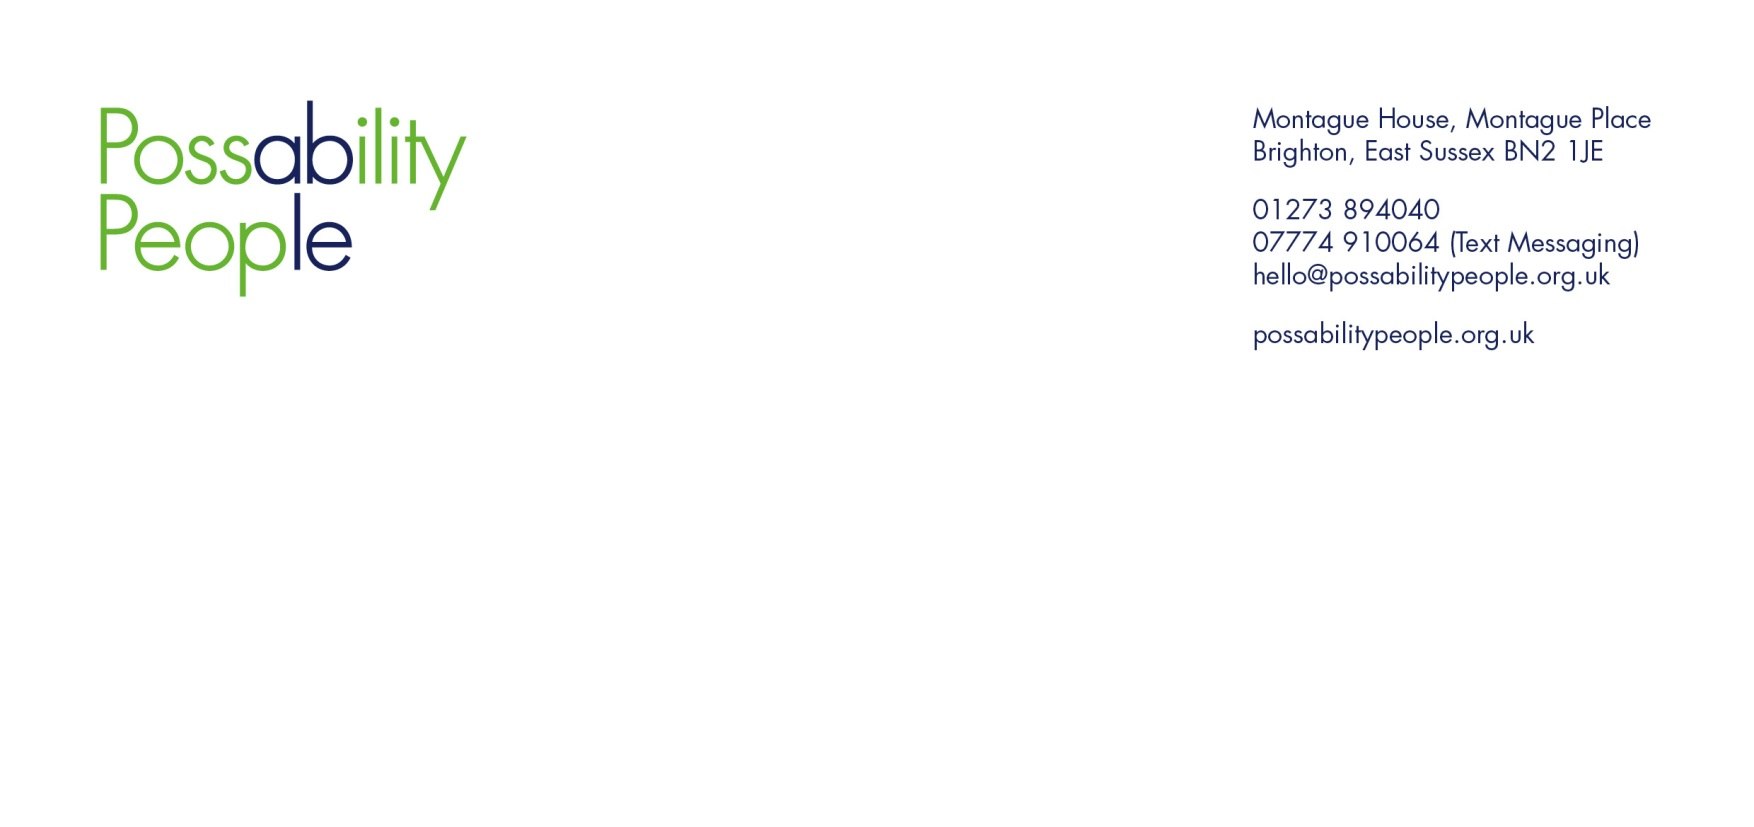 Possability
People
Montague House, Montague Place
Brighton, East Sussex BN2 1JE
01273 894040
07774 910064 (Text Messaging)
hello@possabilitypeople.org.uk
possabilitypeople.org.uk